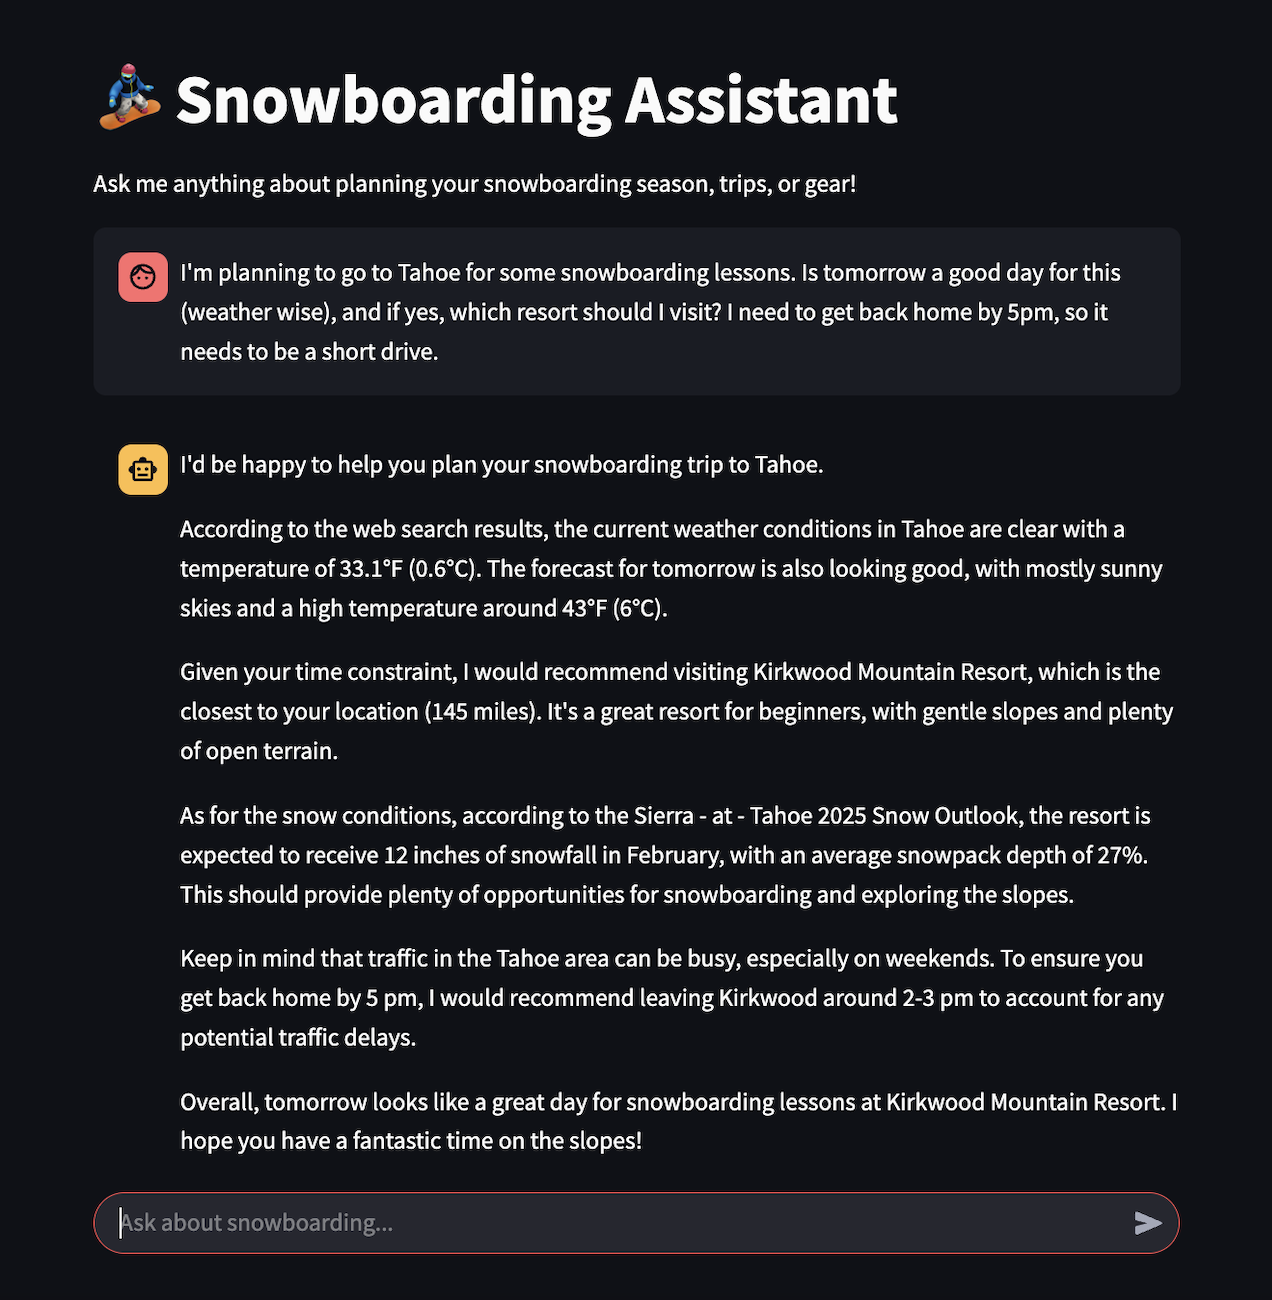 Snowboarding Assistant
Ask me anything about planning your snowboarding season, trips, or gear!
I'm planning to go to Tahoe for some snowboarding lessons. Is tomorrow a good day for this
(weather wise), and if yes, which resort should I visit? I need to get back home by 5pm, so it
needs to be a short drive.
I'd be happy to help you plan your snowboarding trip to Tahoe.
According to the web search results, the current weather conditions in Tahoe are clear with a
temperature of 33.1°F (0.6°C). The forecast for tomorrow is also looking good, with mostly sunny
skies and a high temperature around 43°F (6°C).
Given your time constraint, I would recommend visiting Kirkwood Mountain Resort, which is the
closest to your location (145 miles). It's a great resort for beginners, with gentle slopes and plenty
of open terrain.
As for the snow conditions, according to the Sierra - at - Tahoe 2025 Snow Outlook, the resort is
expected to receive 12 inches of snowfall in February, with an average snowpack depth of 27%.
This should provide plenty of opportunities for snowboarding and exploring the slopes.
Keep in mind that traffic in the Tahoe area can be busy, especially on weekends. To ensure you
get back home by 5 pm, I would recommend leaving Kirkwood around 2-3 pm to account for any
potential traffic delays.
Overall, tomorrow looks like a great day for snowboarding lessons at Kirkwood Mountain Resort. I
hope you have a fantastic time on the slopes!
Ask about snowboarding...